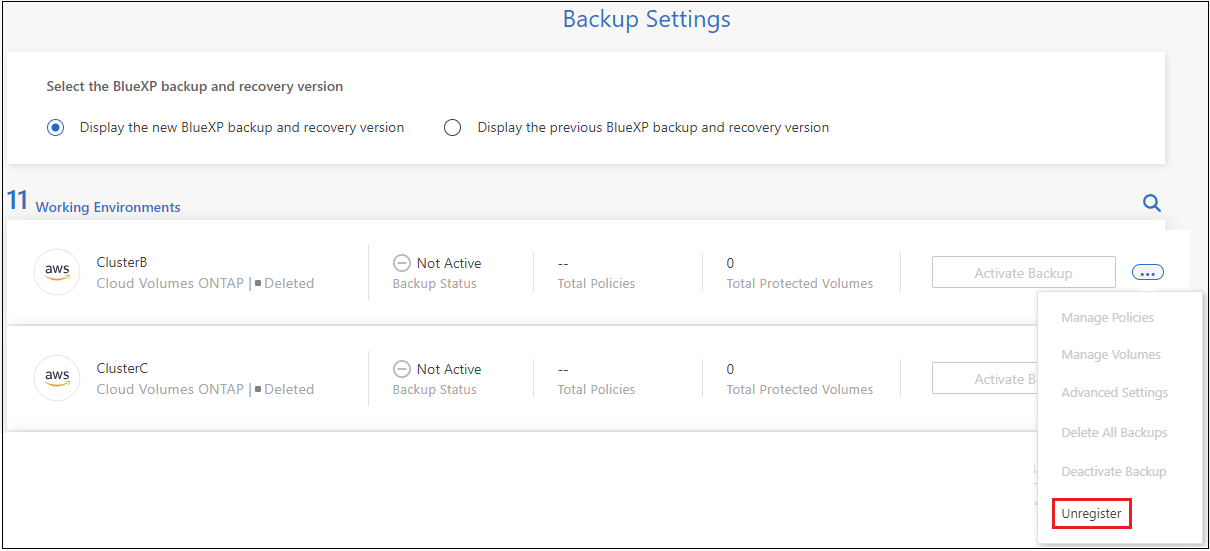 Backup Settings
Select the BlueXP backup and recovery version
Display the new BlueXP backup and recovery version
Display the previous BlueXP backup and recovery version
11 Working Environments
aws
ClusterB
Cloud Volumes ONTAP | Deleted
Not Active
Backup Status
--
Total Policies
0
Total Protected Volumes
Activate Backup
...
aws
ClusterC
Cloud Volumes ONTAP | Deleted
Not Active
Backup Status
--
Total Policies
0
Total Protected Volumes
Activate Ba
Manage Policies
Manage Volumes
Advanced Settings
Delete All Backups
Deactivate Backup
Unregister